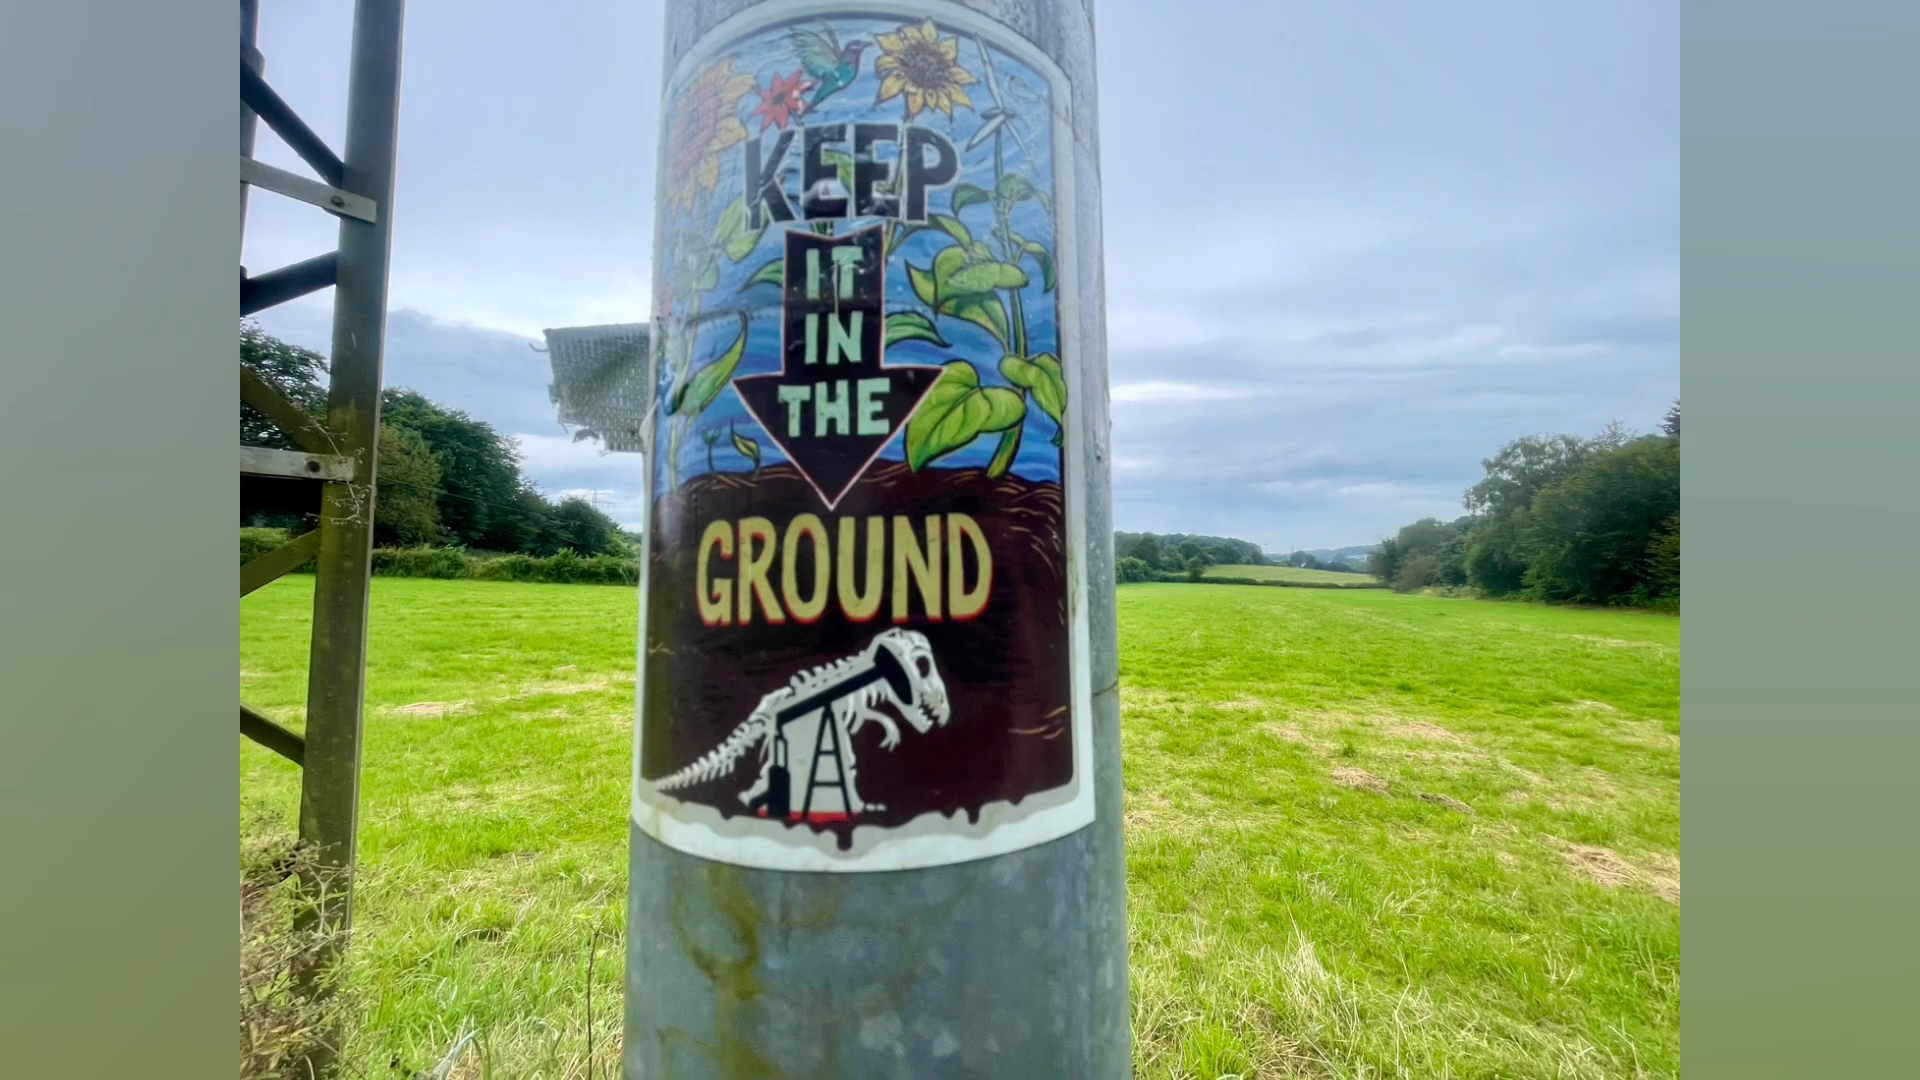 KEEP
IT
IN
THE
GROUND